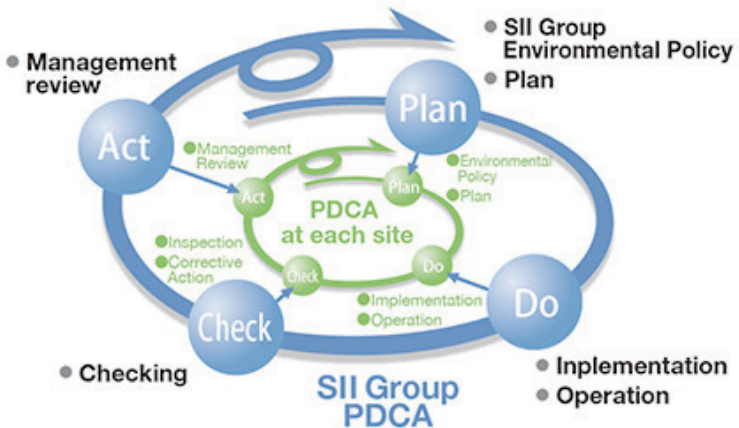 ● SII Group
Environmental Policy
● Plan
● Management
review
Plan
Act
● Management
Review
● Environmental
Policy
● Plan
Plan
Act
PDCA
at each site
● Inspection
● Corrective
Action
Check
Do
● Implementation
● Operation
Do
Check
● Checking
● Inplementation
● Operation
SII Group
PDCA